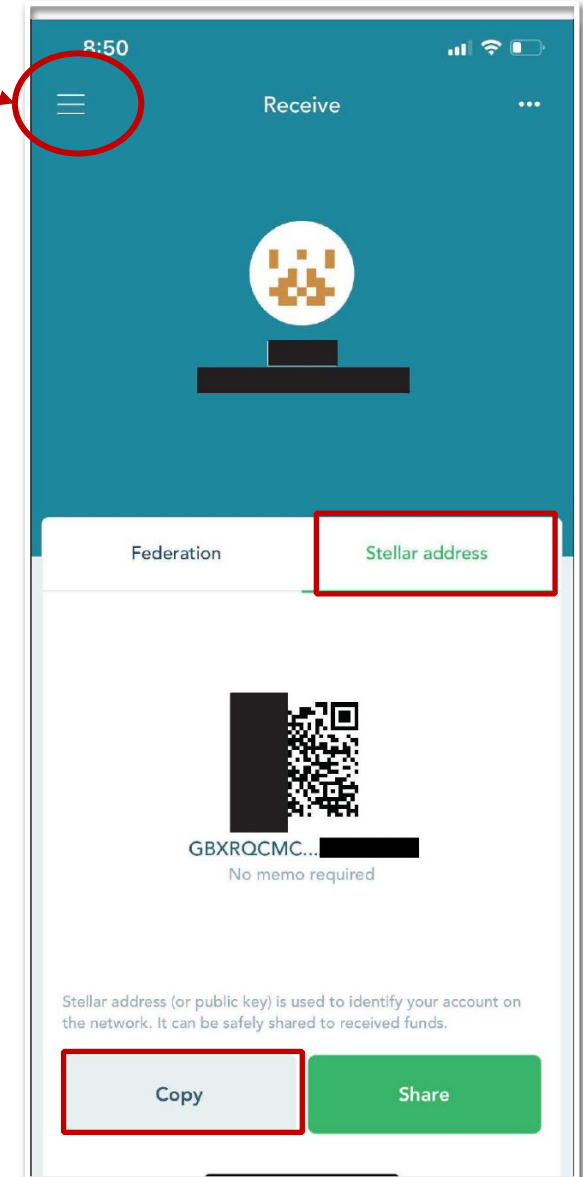 8:50
Receive
Federation
Stellar address
GBXRQCMC...
No memo required
Stellar address (or public key) is used to identify your account on
the network. It can be safely shared to received funds.
Copy
Share